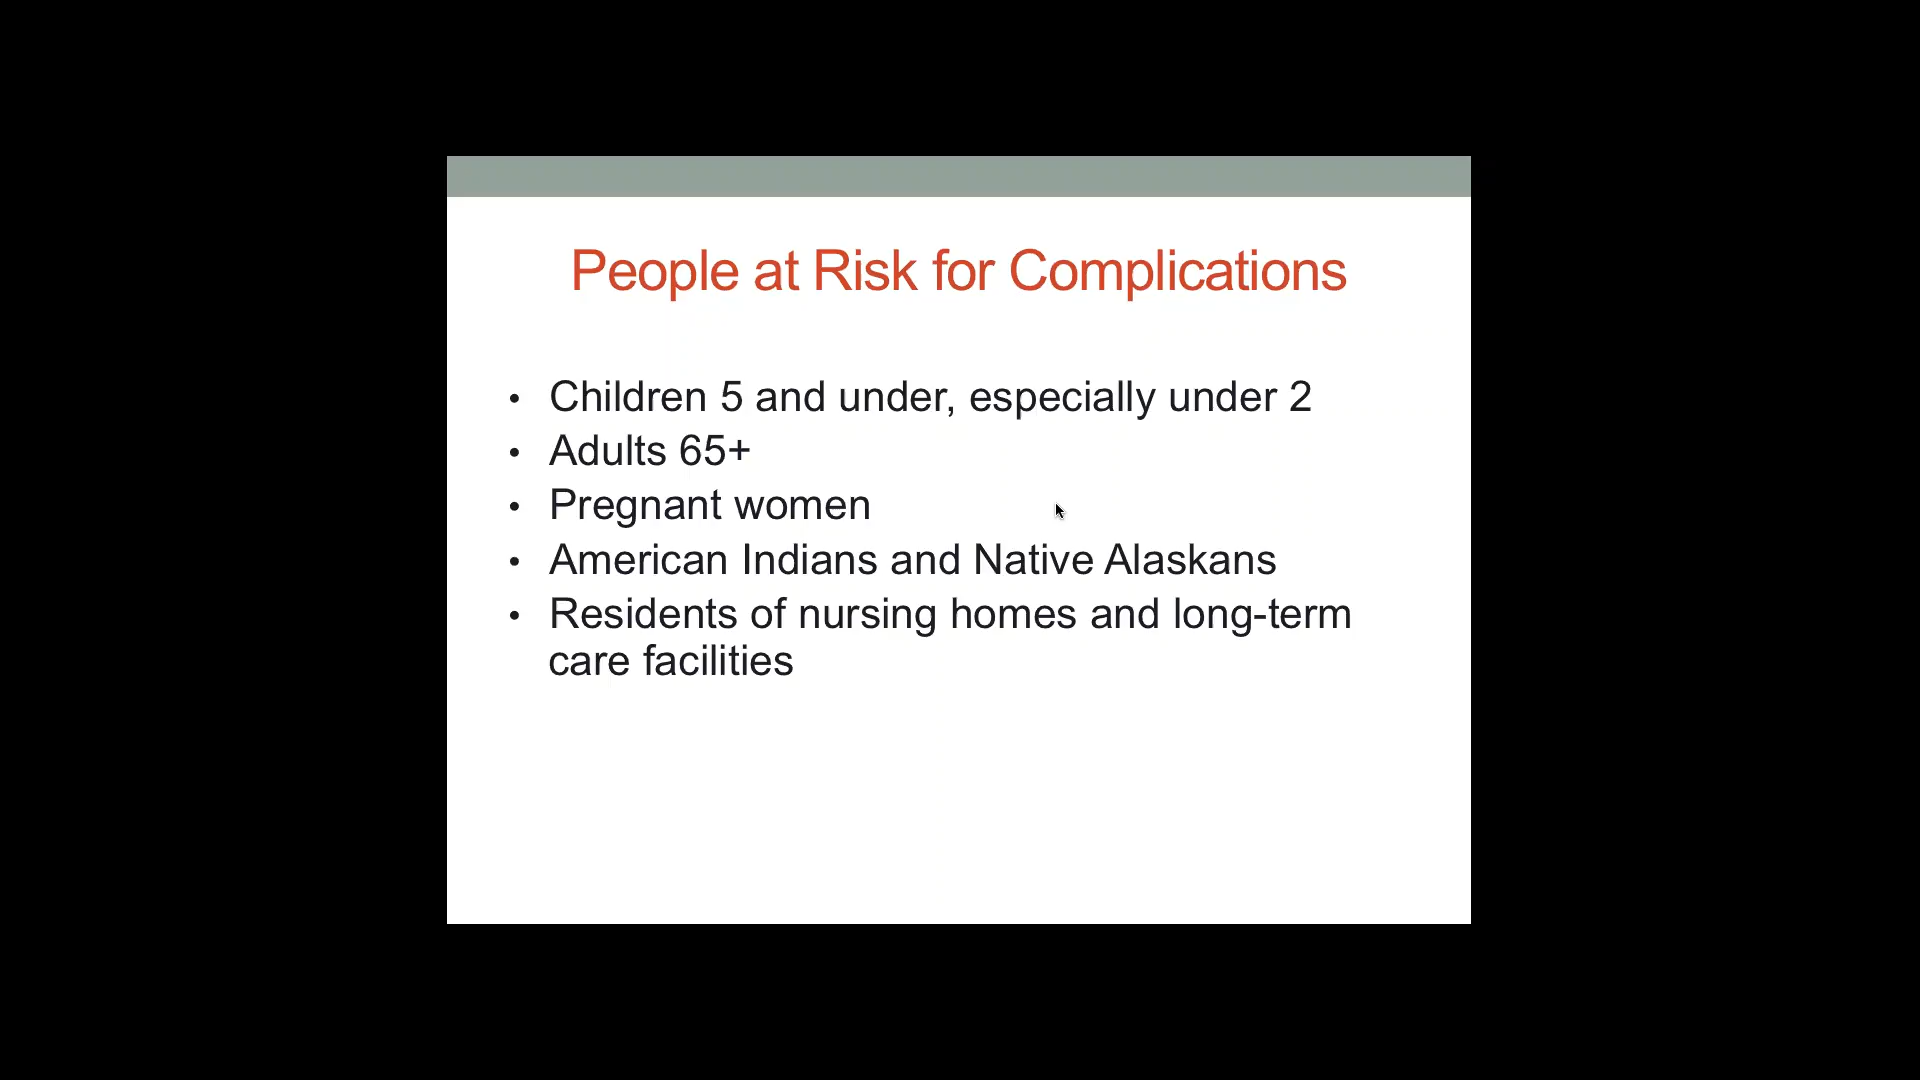 People at Risk for Complications
• Children 5 and under, especially under 2
• Adults 65+
• Pregnant women
• American Indians and Native Alaskans
• Residents of nursing homes and long-term
care facilities